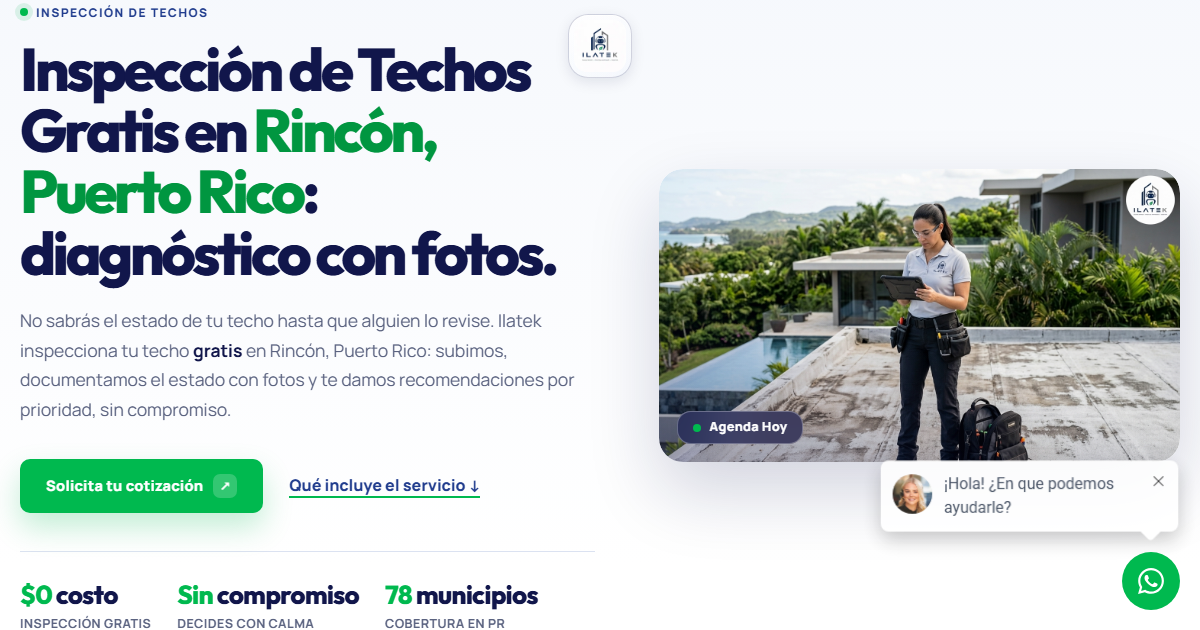 INSPECCIÓN DE TECHOS
Inspección de Techos
Gratis en Rincón,
Puerto Rico:
diagnóstico con fotos.
No sabrás el estado de tu techo hasta que alguien lo revise. Ilatek
inspecciona tu techo gratis en Rincón, Puerto Rico: subimos,
documentamos el estado con fotos y te damos recomendaciones por
prioridad, sin compromiso.
Solicita tu cotización ↗
Qué incluye el servicio ↓
$0 costo
INSPECCIÓN GRATIS
Sin compromiso
DECIDES CON CALMA
78 municipios
COBERTURA EN PR
ILATEK
ILATEK
ILATEK
Agenda Hoy
¡Hola! ¿En que podemos
ayudarle?